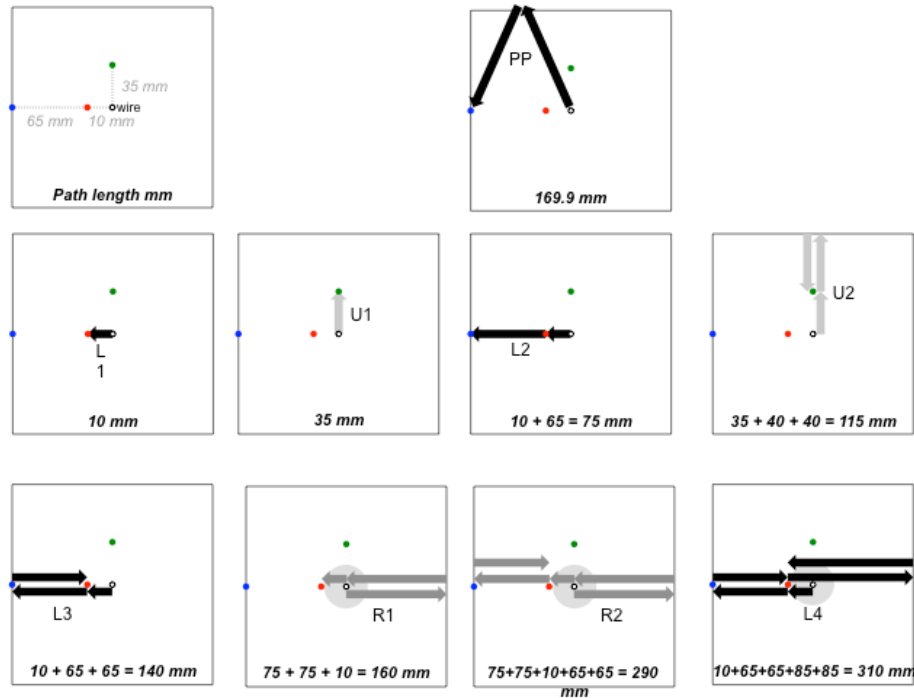 PP
35 mm
wire
65 mm
10 mm
Path length mm
169.9 mm
L
1
U1
L2
U2
10 mm
35 mm
10 + 65 = 75 mm
35 + 40 + 40 = 115 mm
L3
R1
R2
L4
10 + 65 + 65 = 140 mm
75 + 75 + 10 = 160 mm
75+75+10+65+65 = 290
mm
10+65+65+85+85 = 310 mm